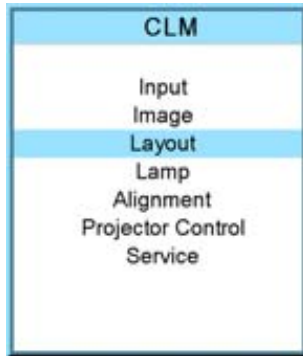 CLM
Input
Image
Layout
Lamp
Alignment
Projector Control
Service